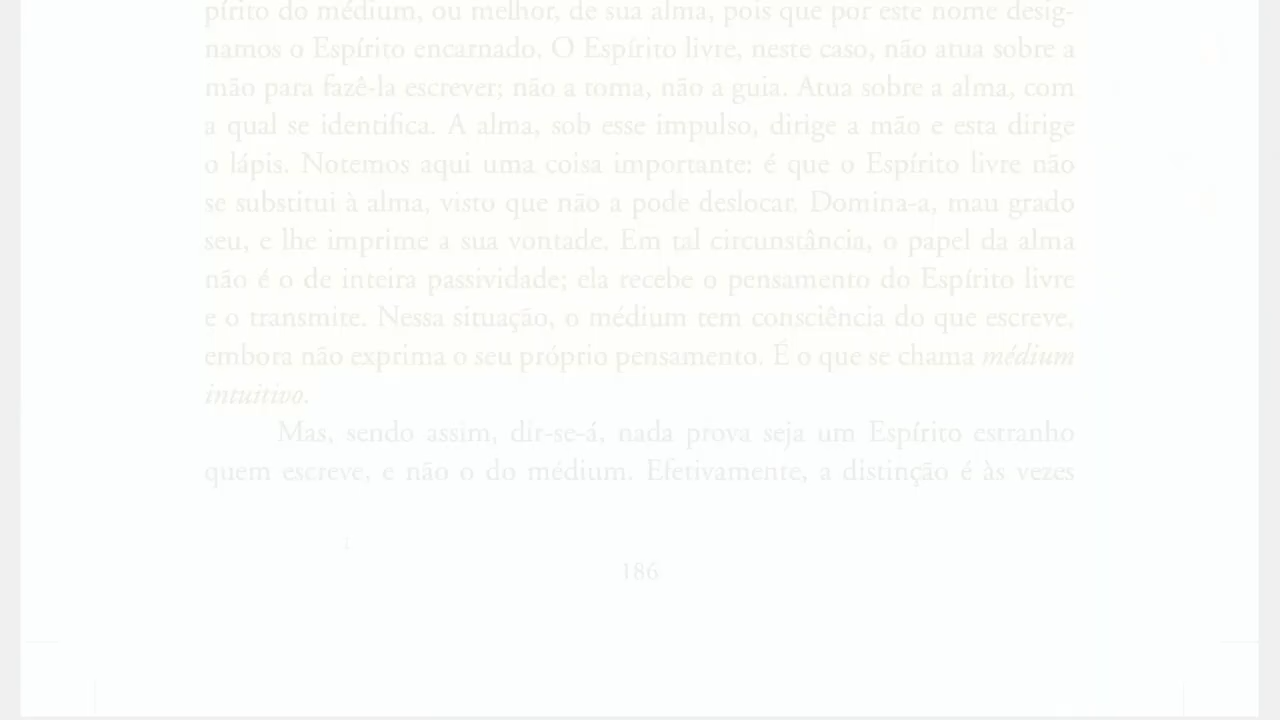 pírito do médium, ou melhor, de sua alma, pois que por este nome desig-
namos o Espírito encarnado. O Espírito livre, neste caso, não atua sobre a
mão para fazê-la escrever; não a toma, não a guia. Atua sobre a alma, com
a qual se identifica. A alma, sob esse impulso, dirige a mão e esta dirige
o lápis. Notemos aqui uma coisa importante: é que o Espírito livre não
se substitui à alma, visto que não a pode deslocar. Domina-a, mau grado
seu, e lhe imprime a sua vontade. Em tal circunstância, o papel da alma
não é o de inteira passividade; ela recebe o pensamento do Espírito livre
e o transmite. Nessa situação, o médium tem consciência do que escreve,
embora não exprima o seu próprio pensamento. É o que se chama médium
intuitivo.
Mas, sendo assim, dir-se-á, nada prova seja um Espírito estranho
quem escreve, e não o do médium. Efetivamente, a distinção é às vezes
186